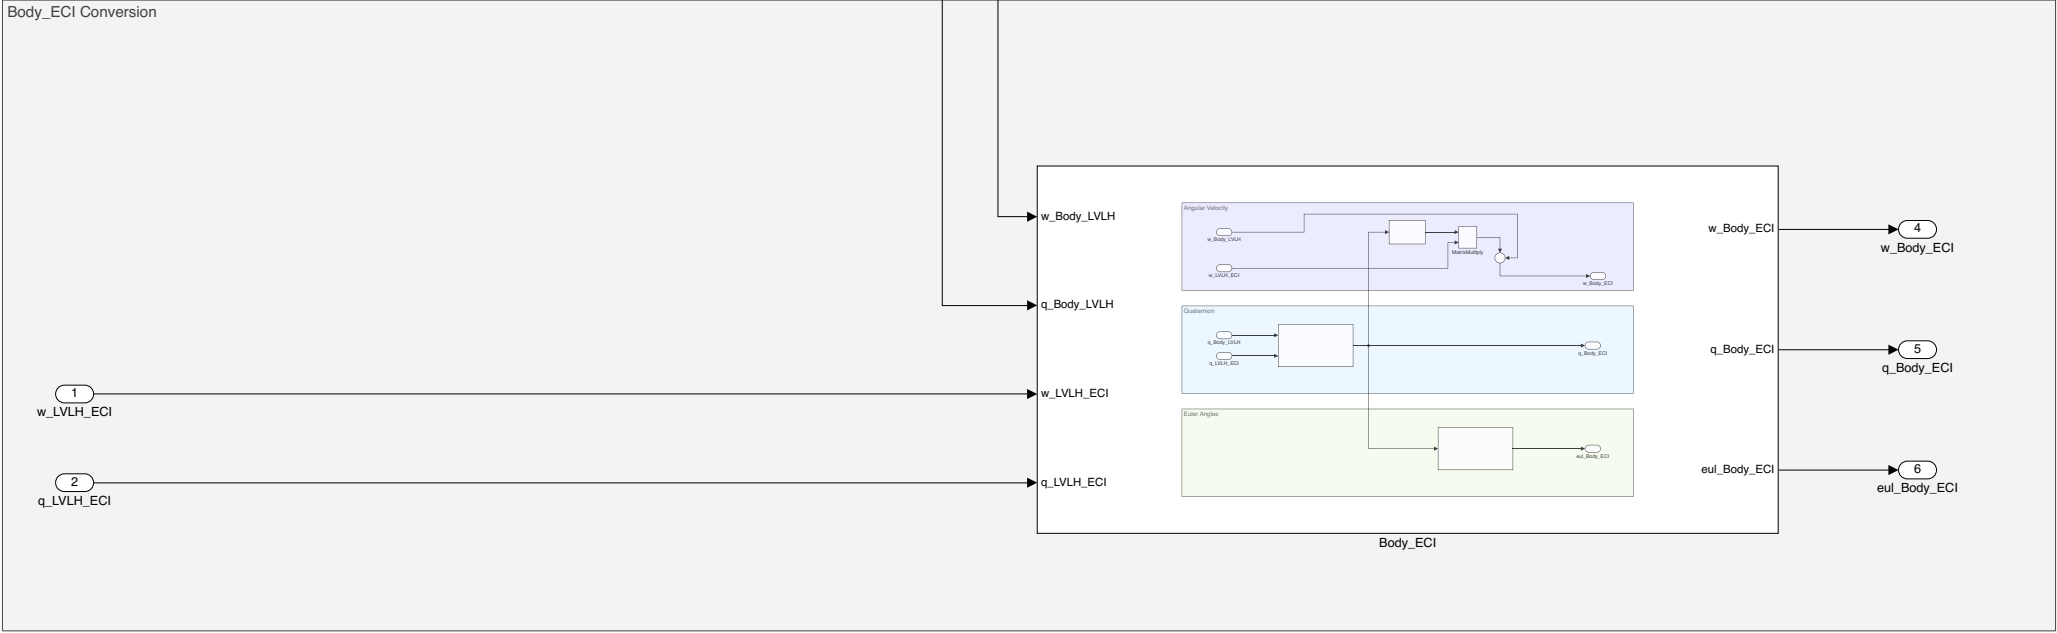 Body_ECI Conversion
w_Body_LVLH
q_Body_LVLH
w_LVLH_ECI
q_LVLH_ECI
1
w_LVLH_ECI
2
q_LVLH_ECI
Angular Velocity
w_Body_LVLH
w_LVLH_ECI
MatrixMultiply
w_Body_ECI
Quaternion
q_Body_LVLH
q_LVLH_ECI
q_Body_ECI
Euler Angles
eul_Body_ECI
w_Body_ECI
q_Body_ECI
eul_Body_ECI
4
w_Body_ECI
5
q_Body_ECI
6
eul_Body_ECI
Body_ECI